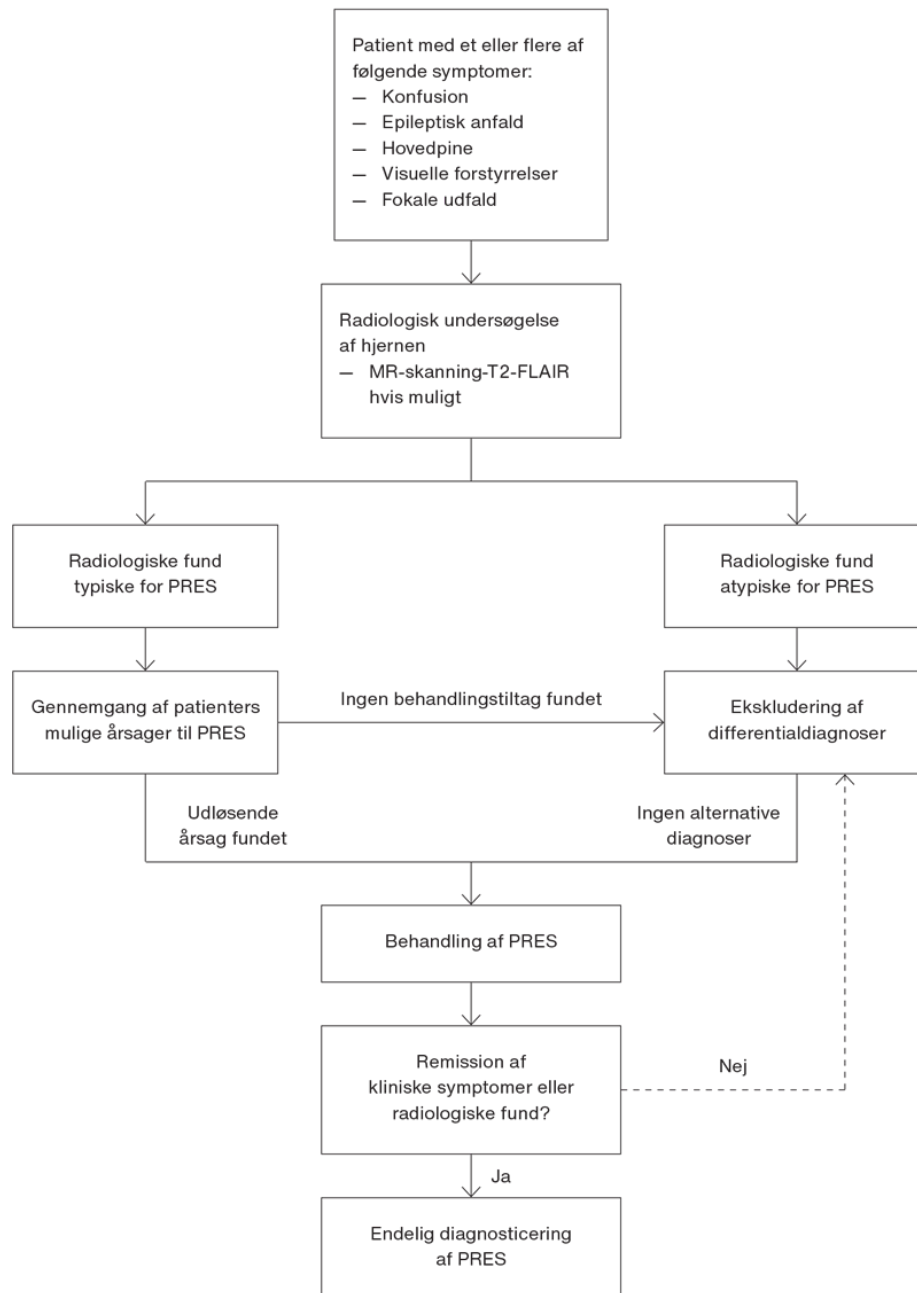 Patient med et eller flere af
følgende symptomer:
— Konfusion
— Epileptisk anfald
— Hovedpine
— Visuelle forstyrrelser
— Fokale udfald
Radiologisk undersøgelse
af hjernen
— MR-skanning-T2-FLAIR
hvis muligt
Radiologiske fund
typiske for PRES
Radiologiske fund
atypiske for PRES
Gennemgang af patienters
mulige årsager til PRES
Ingen behandlingstiltag fundet
Ekskludering af
differentialdiagnoser
Udløsende
årsag fundet
Ingen alternative
diagnoser
Behandling af PRES
Remission af
kliniske symptomer eller
radiologiske fund?
Nej
Ja
Endelig diagnosticering
af PRES